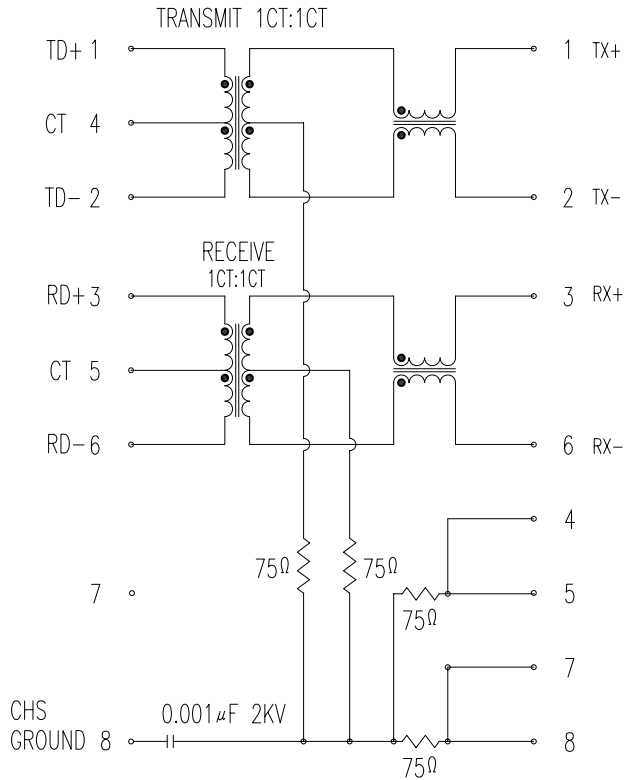 TRANSMIT 1CT:1CT
TD+ 1
1 TX+
CT 4
TD- 2
2 TX-
RECEIVE
1CT:1CT
RD+ 3
3 RX+
CT 5
RD- 6
6 RX-
4
75Ω
75Ω
7
5
75Ω
7
CHS
GROUND 8
0.001μF 2KV
8
75Ω